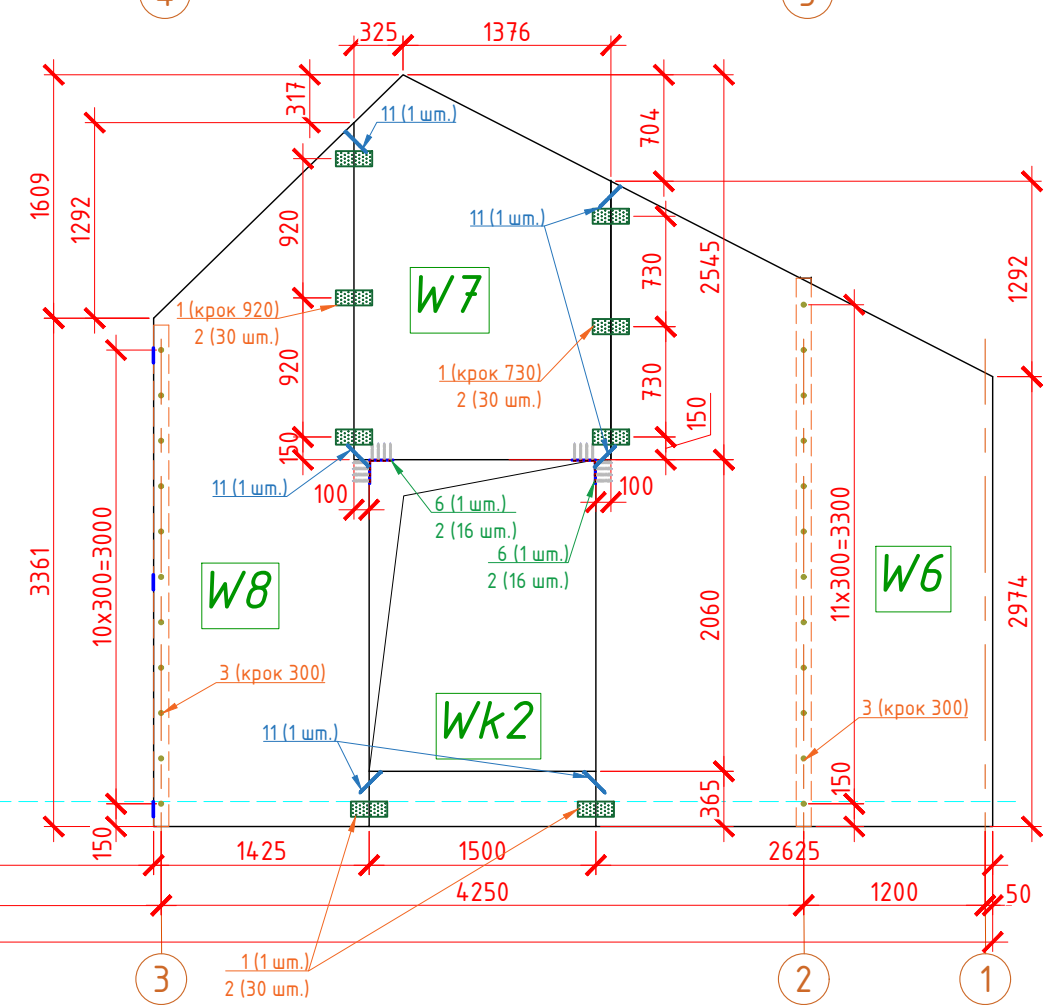 325
1376
317
11 (1 шт.)
704
1609
1292
920
11 (1 шт.)
730
2545
1292
W7
1 (крок 920)
2 (30 шт.)
920
1 (крок 730)
2 (30 шт.)
730
150
150
11 (1 шт.)
100
100
6 (1 шт.)
2 (16 шт.)
6 (1 шт.)
2 (16 шт.)
10x300=3000
3361
W8
2060
11x300=3300
W6
2974
3 (крок 300)
3 (крок 300)
Wk2
11 (1 шт.)
365
150
150
1425
1500
2625
4250
1200
50
1 (1 шт.)
2 (30 шт.)
3
2
1